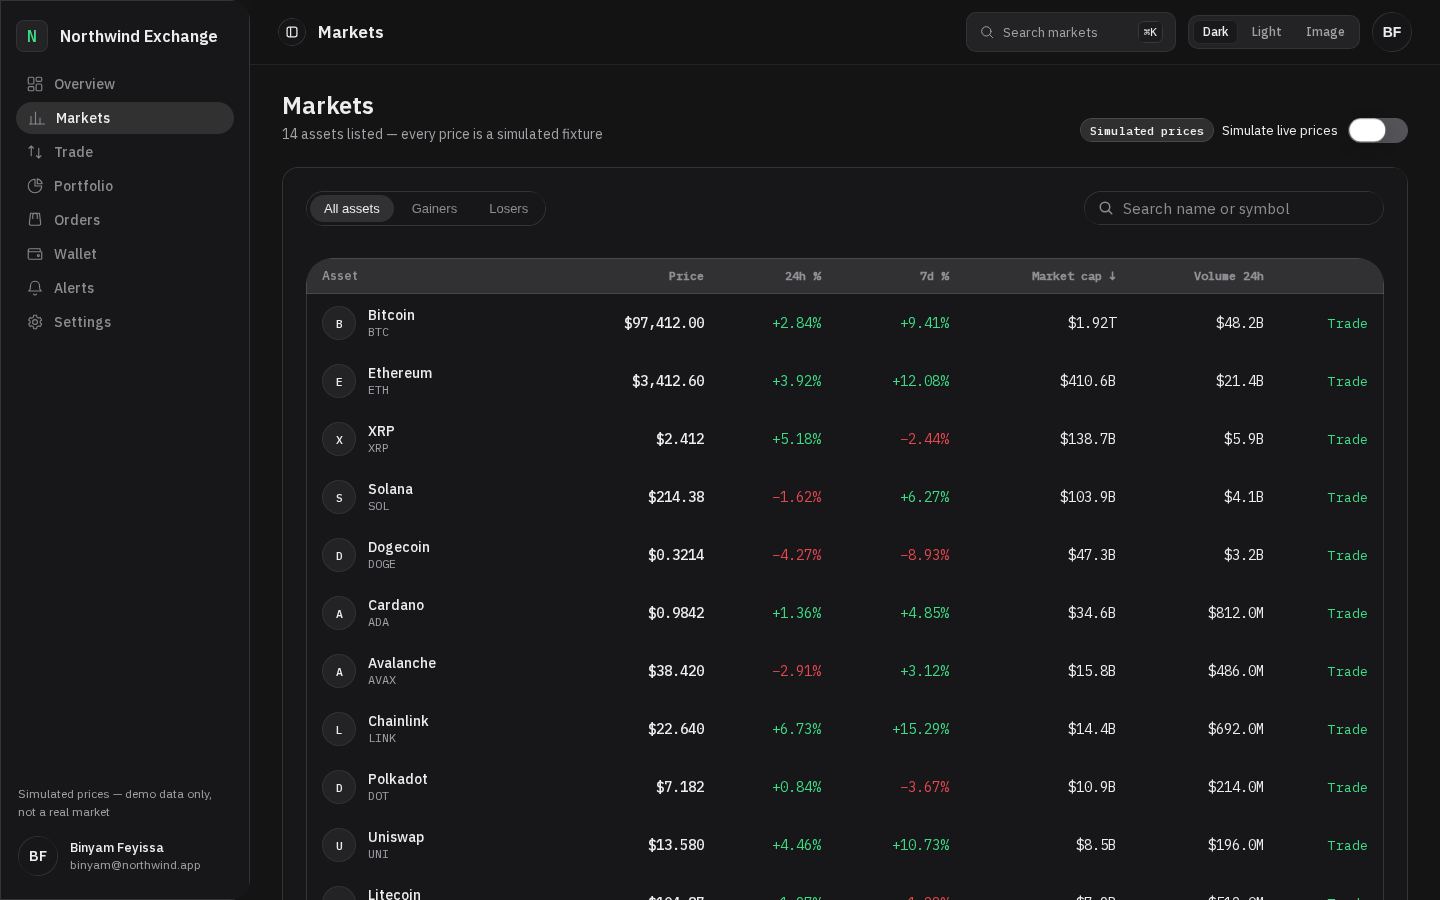 N Northwind Exchange
Overview
Markets
Trade
Portfolio
Orders
Wallet
Alerts
Settings
Simulated prices — demo data only,
not a real market
BF
Binyam Feyissa
binyam@northwind.app
Markets
Search markets ⌘K
Dark Light Image
BF
Markets
14 assets listed — every price is a simulated fixture
Simulated prices Simulate live prices
All assets Gainers Losers
Search name or symbol
Asset Price 24h % 7d % Market cap ↓ Volume 24h
B Bitcoin BTC $97,412.00 +2.84% +9.41% $1.92T $48.2B Trade
E Ethereum ETH $3,412.60 +3.92% +12.08% $410.6B $21.4B Trade
X XRP XRP $2.412 +5.18% −2.44% $138.7B $5.9B Trade
S Solana SOL $214.38 −1.62% +6.27% $103.9B $4.1B Trade
D Dogecoin DOGE $0.3214 −4.27% −8.93% $47.3B $3.2B Trade
A Cardano ADA $0.9842 +1.36% +4.85% $34.6B $812.0M Trade
A Avalanche AVAX $38.420 −2.91% +3.12% $15.8B $486.0M Trade
L Chainlink LINK $22.640 +6.73% +15.29% $14.4B $692.0M Trade
D Polkadot DOT $7.182 +0.84% −3.67% $10.9B $214.0M Trade
U Uniswap UNI $13.580 +4.46% +10.73% $8.5B $196.0M Trade
Litecoin